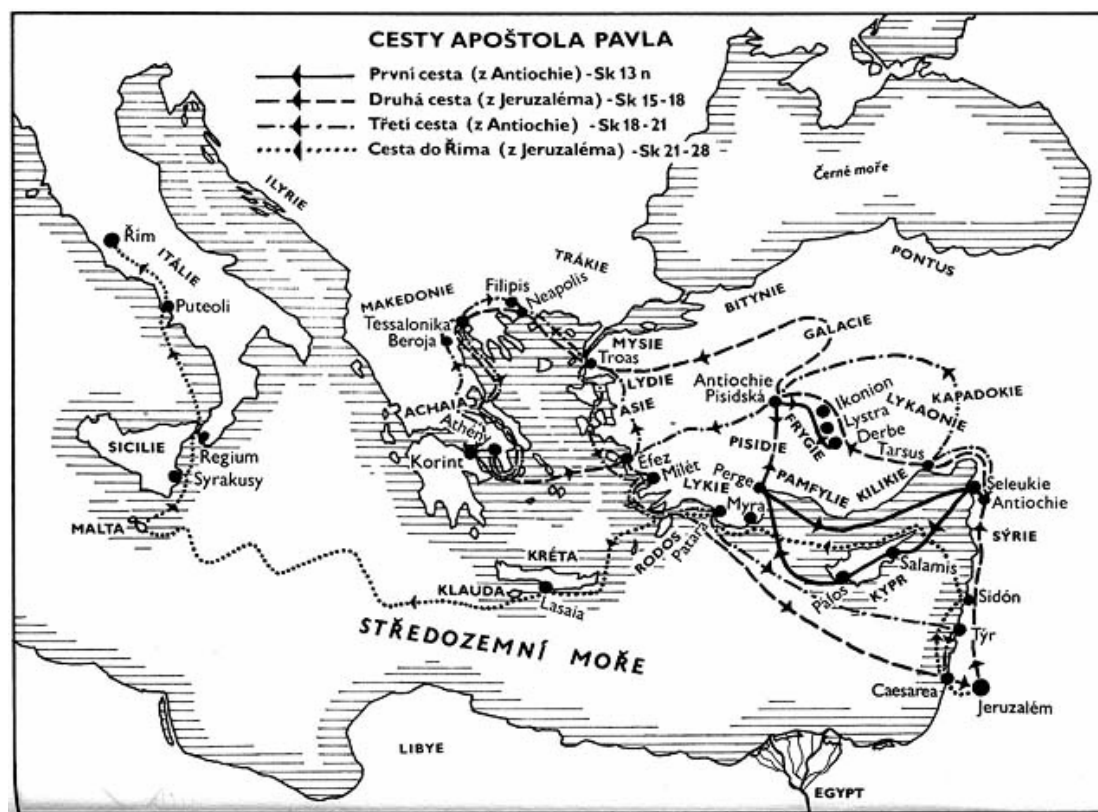 CESTY APOŠTOLA PAVLA
První cesta (z Antiochie) - Sk 13 n
Druhá cesta (z Jeruzaléma) - Sk 15-18
Třetí cesta (z Antiochie) - Sk 18-21
Cesta do Říma (z Jeruzaléma) - Sk 21-28
Černé moře
ILYRIE
Řím
ITÁLIE
Puteoli
PONTUS
TRÁKIE
Filipis
Neapolis
MAKEDONIE
BITYNIE
Tessalonika
Beroja
MYSIE
GALACIE
Troas
LYDIE
Antiochie
Pisidská
Ikonion
KAPADOKIE
ASIE
Lystra
LYKAONIE
ACHAIA
FRYGIE
Derbe
Athény
PISIDIE
Tarsus
SICILIE
Regium
Korint
Efez
Syrakusy
Milét
LYKIE
Perge
PAMFYLIE
KILIKIE
Seleukie
Antiochie
MALTA
Myra
SÝRIE
RODOS
Patara
KRÉTA
Salamis
KLAUDA
Lasaia
Páfos
KYPR
Sidón
STŘEDOZEMNÍ MOŘE
Týr
Caesarea
Jeruzalém
LIBYE
EGYPT